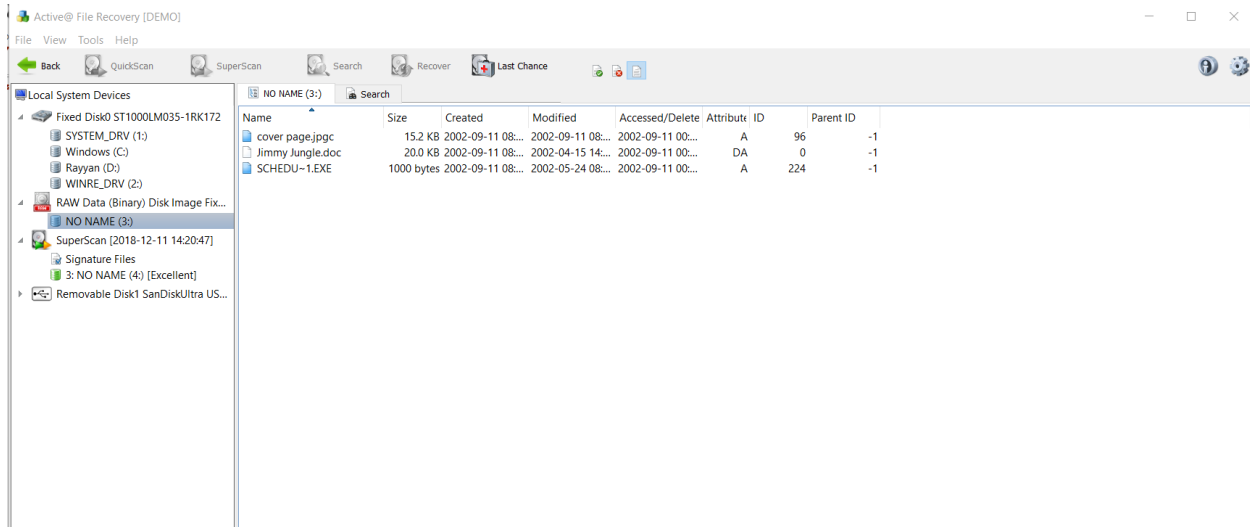 Active@ File Recovery [DEMO]
File View Tools Help
Back QuickScan SuperScan Search Recover Last Chance
Local System Devices
Fixed Disk0 ST1000LM035-1RK172
SYSTEM_DRV (1:)
Windows (C:)
Rayyan (D:)
WINRE_DRV (2:)
RAW Data (Binary) Disk Image Fix...
NO NAME (3:)
SuperScan [2018-12-11 14:20:47]
Signature Files
3: NO NAME (4:) [Excellent]
Removable Disk1 SanDiskUltra US...
NO NAME (3:) Search
Name Size Created Modified Accessed/Delete Attribute ID Parent ID
cover page.jpgc 15.2 KB 2002-09-11 08:... 2002-09-11 08:... 2002-09-11 00:... A 96 -1
Jimmy Jungle.doc 20.0 KB 2002-09-11 08:... 2002-04-15 14:... 2002-09-11 00:... DA 0 -1
SCHEDU~1.EXE 1000 bytes 2002-09-11 08:... 2002-05-24 08:... 2002-09-11 00:... A 224 -1